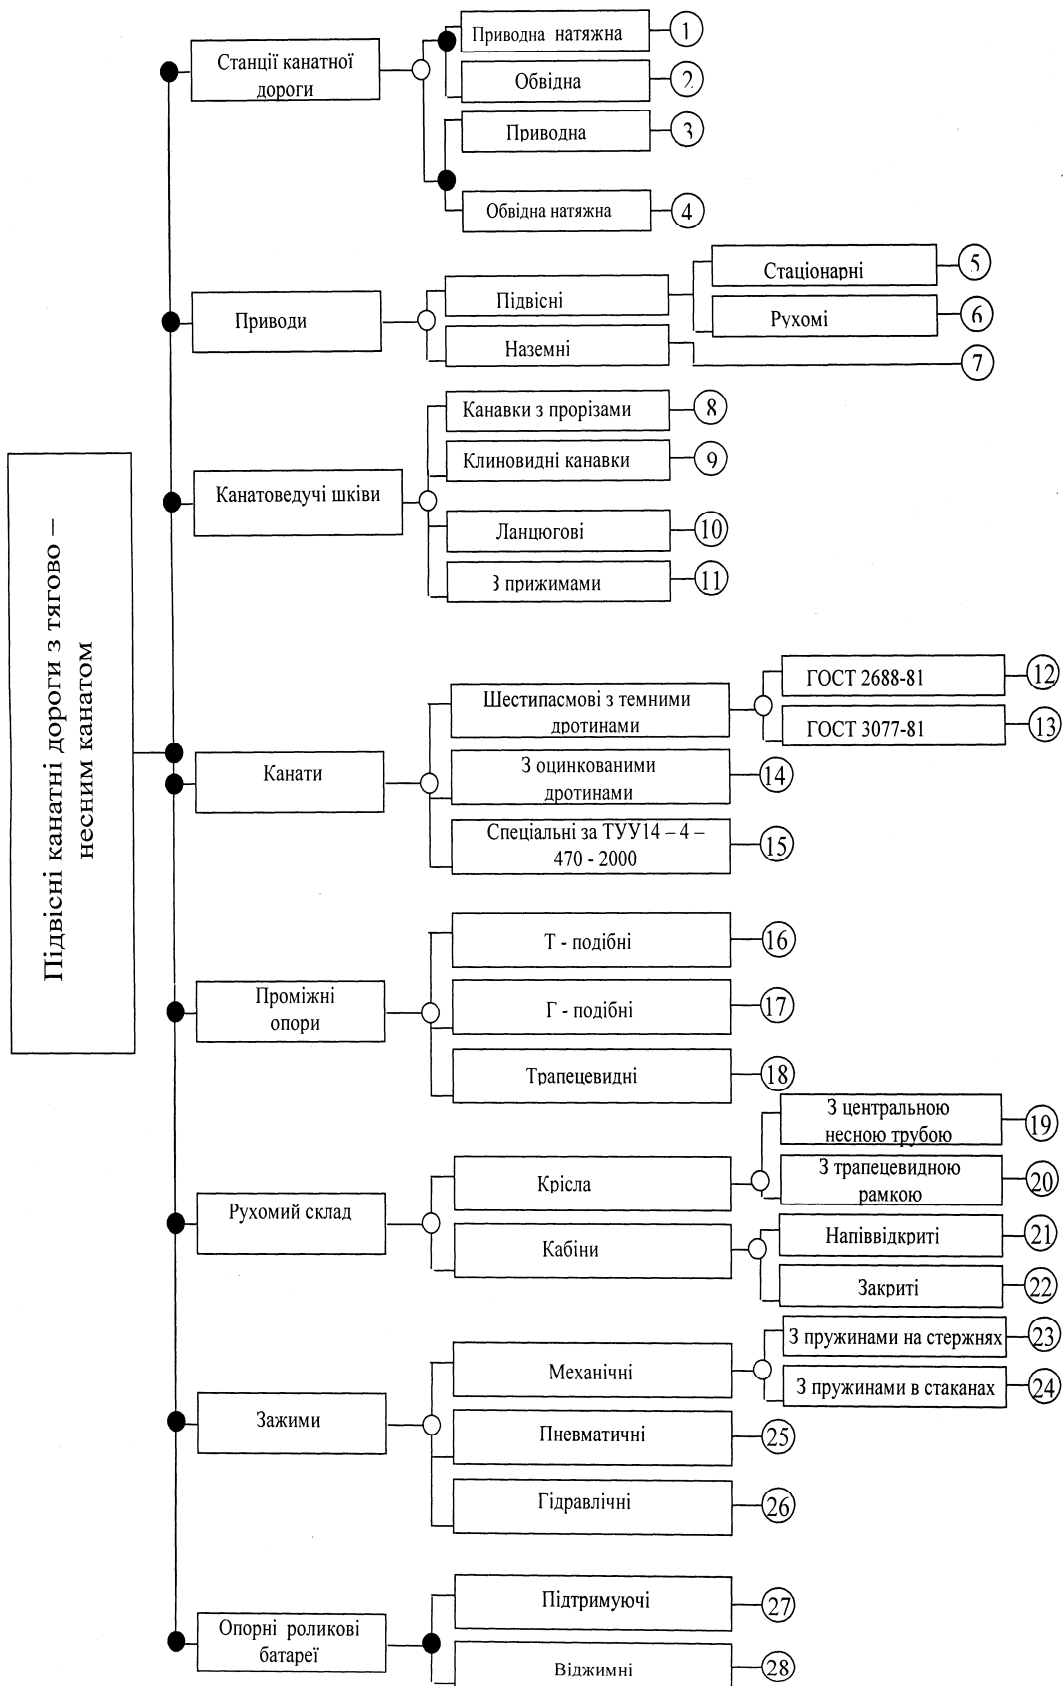 Підвісні канатні дороги з тягово –
несним канатом
Станції канатної
дороги
Приводна натяжна
1
Обвідна
2
Приводна
3
Обвідна натяжна
4
Приводи
Підвісні
Стаціонарні
5
Рухомі
6
Наземні
7
Канатоведучі шківи
Канавки з прорізами
8
Клиновидні канавки
9
Ланцюгові
10
З прижимами
11
Канати
Шестипасмові з темними
дротинами
ГОСТ 2688-81
12
ГОСТ 3077-81
13
З оцинкованими
дротинами
14
Спеціальні за ТУУ14 – 4 –
470 - 2000
15
Проміжні
опори
Т - подібні
16
Г - подібні
17
Трапецевидні
18
Рухомий склад
Крісла
З центральною
несною трубою
19
З трапецевидною
рамкою
20
Кабіни
Напіввідкриті
21
Закриті
22
Зажими
Механічні
З пружинами на стержнях
23
З пружинами в стаканах
24
Пневматичні
25
Гідравлічні
26
Опорні роликові
батареї
Підтримуючі
27
Віджимні
28